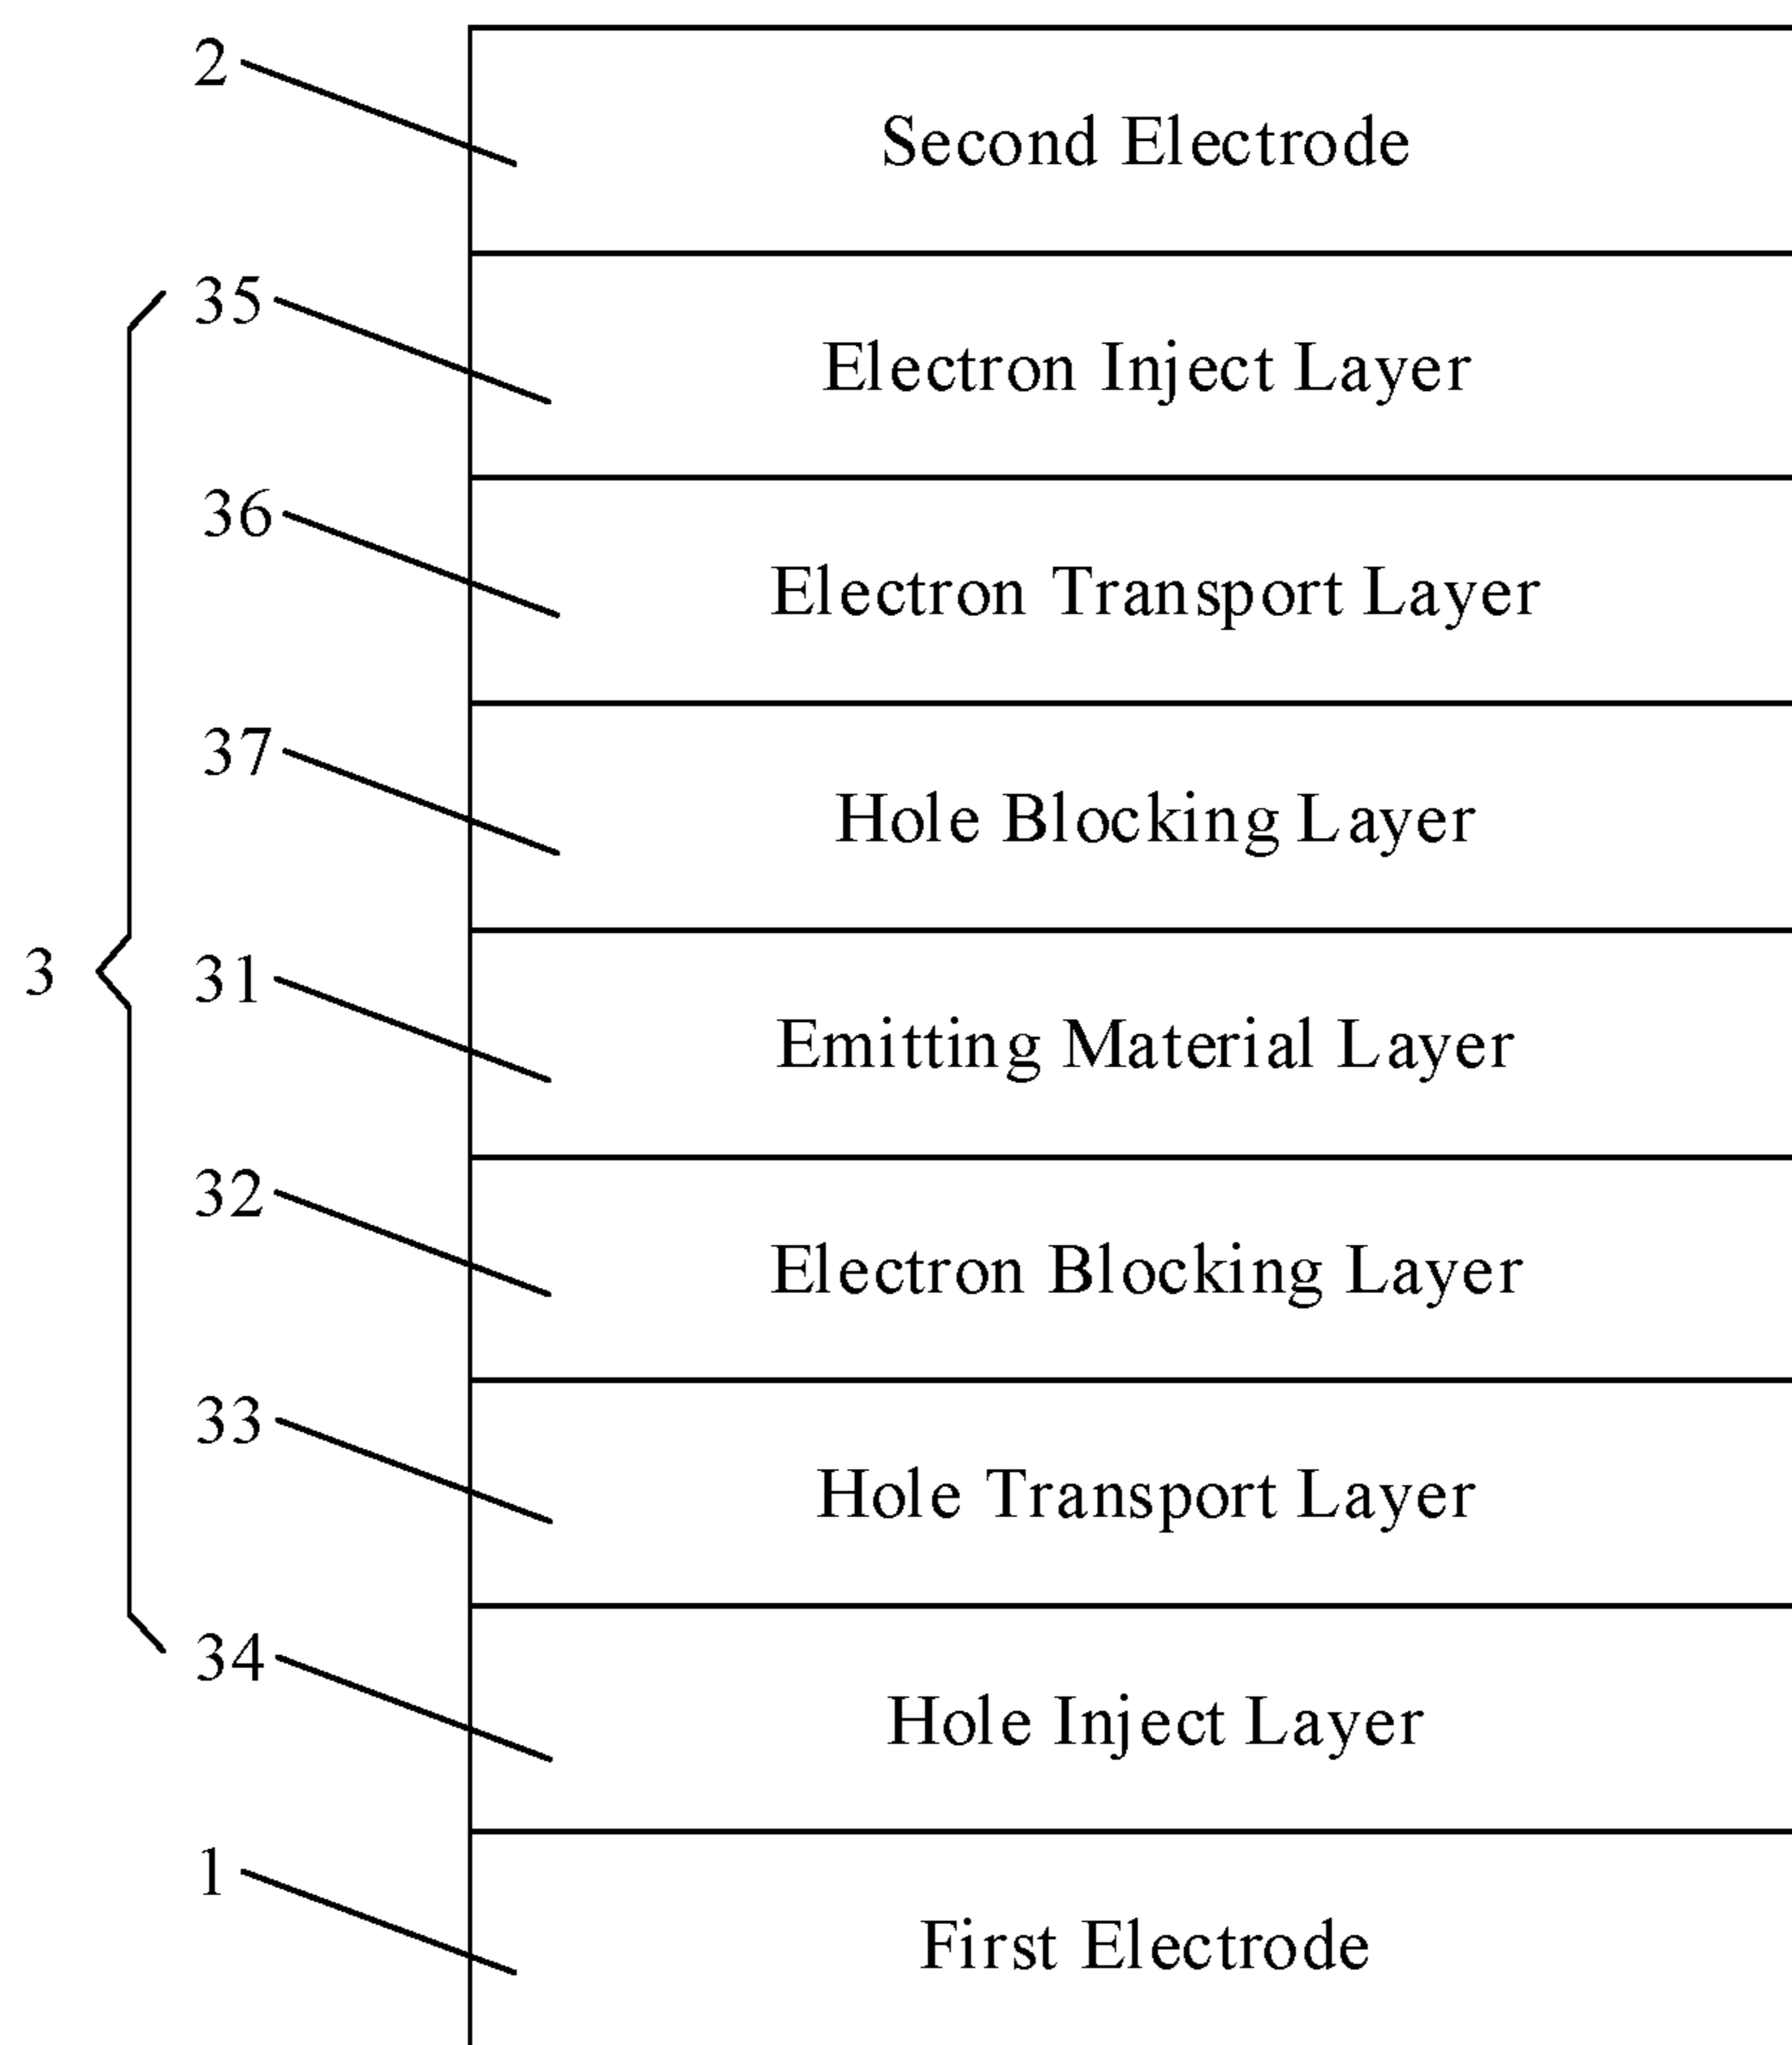 2
Second Electrode
35
Electron Inject Layer
36
Electron Transport Layer
37
Hole Blocking Layer
3
31
Emitting Material Layer
32
Electron Blocking Layer
33
Hole Transport Layer
34
Hole Inject Layer
1
First Electrode